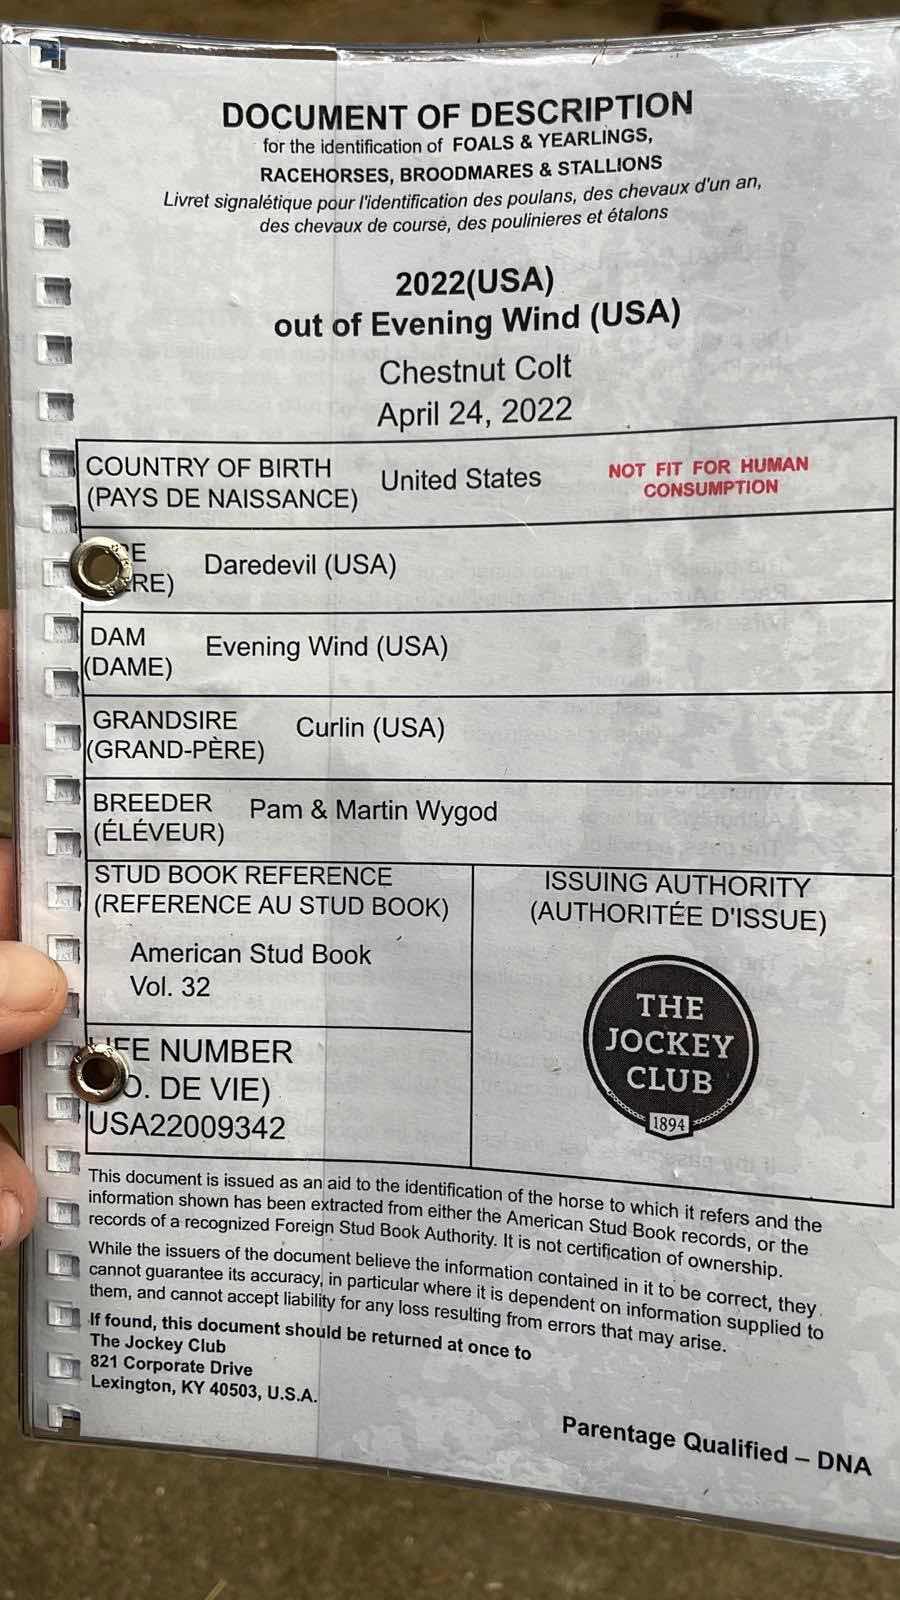 DOCUMENT OF DESCRIPTION
for the identification of FOALS & YEARLINGS,
RACEHORSES, BROODMARES & STALLIONS
Livret signalétique pour l'identification des poulans, des chevaux d'un an,
des chevaux de course, des poulinieres et étalons
2022(USA)
out of Evening Wind (USA)
Chestnut Colt
April 24, 2022
COUNTRY OF BIRTH
(PAYS DE NAISSANCE)
United States
NOT FIT FOR HUMAN
CONSUMPTION
Daredevil (USA)
DAM
(DAME)
Evening Wind (USA)
GRANDSIRE
(GRAND-PÈRE)
Curlin (USA)
BREEDER
(ÉLÉVEUR)
Pam & Martin Wygod
STUD BOOK REFERENCE
(REFERENCE AU STUD BOOK)
American Stud Book
Vol. 32
ISSUING AUTHORITY
(AUTHORITÉE D'ISSUE)
THE
JOCKEY
CLUB
1894
NUMBER
DE VIE)
USA22009342
This document is issued as an aid to the identification of the horse to which it refers and the
information shown has been extracted from either the American Stud Book records, or the
records of a recognized Foreign Stud Book Authority. It is not certification of ownership.
While the issuers of the document believe the information contained in it to be correct, they
cannot guarantee its accuracy, in particular where it is dependent on information supplied to
them, and cannot accept liability for any loss resulting from errors that may arise.
If found, this document should be returned at once to
The Jockey Club
821 Corporate Drive
Lexington, KY 40503, U.S.A.
Parentage Qualified – DNA